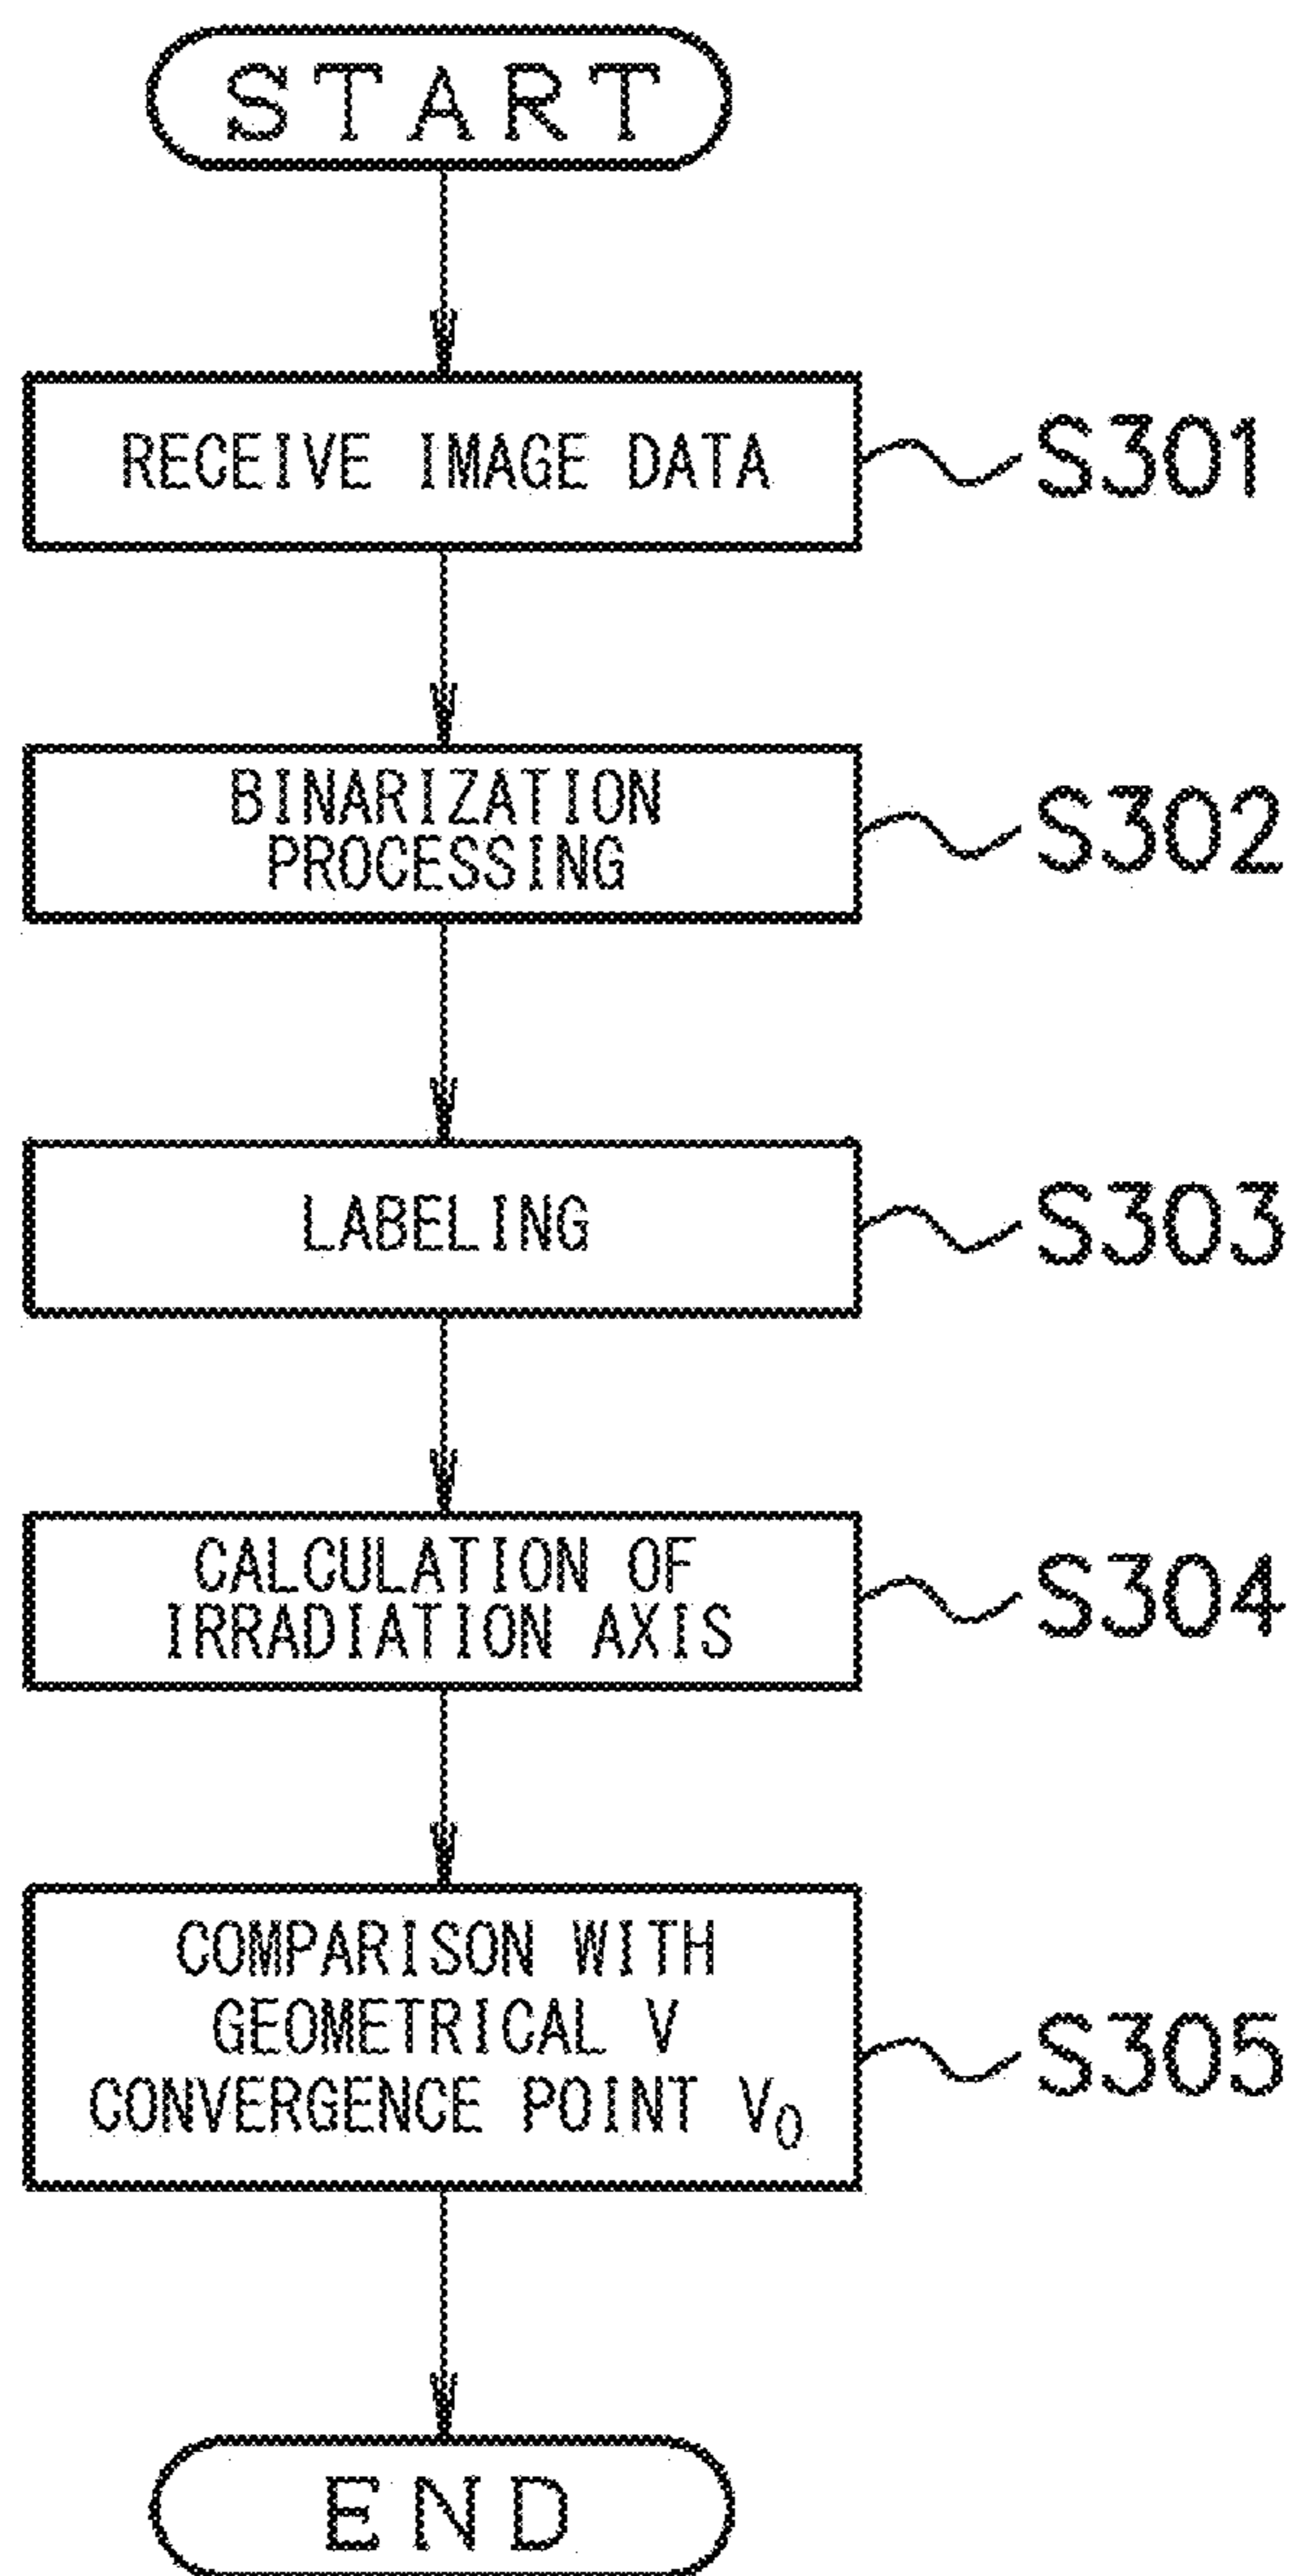 START
RECEIVE IMAGE DATA
S301
BINARIZATION
PROCESSING
S302
LABELING
S303
CALCULATION OF
IRRADIATION AXIS
S304
COMPARISON WITH
GEOMETRICAL V
CONVERGENCE POINT V₀
S305
END